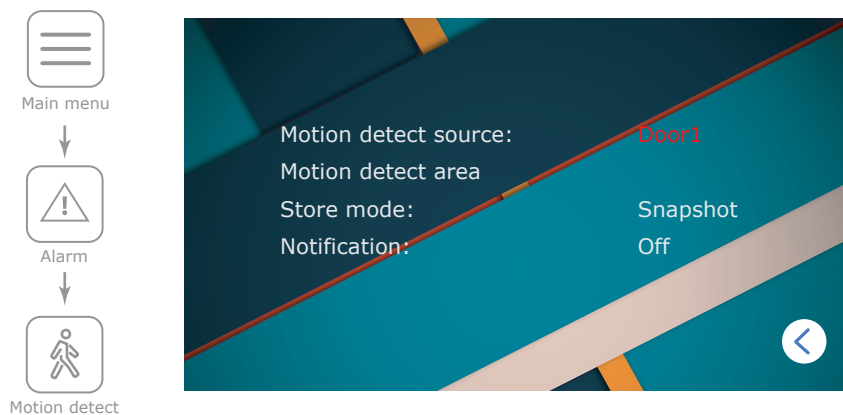 Main menu
Alarm
Motion detect
Motion detect source: Door1
Motion detect area
Store mode: Snapshot
Notification: Off